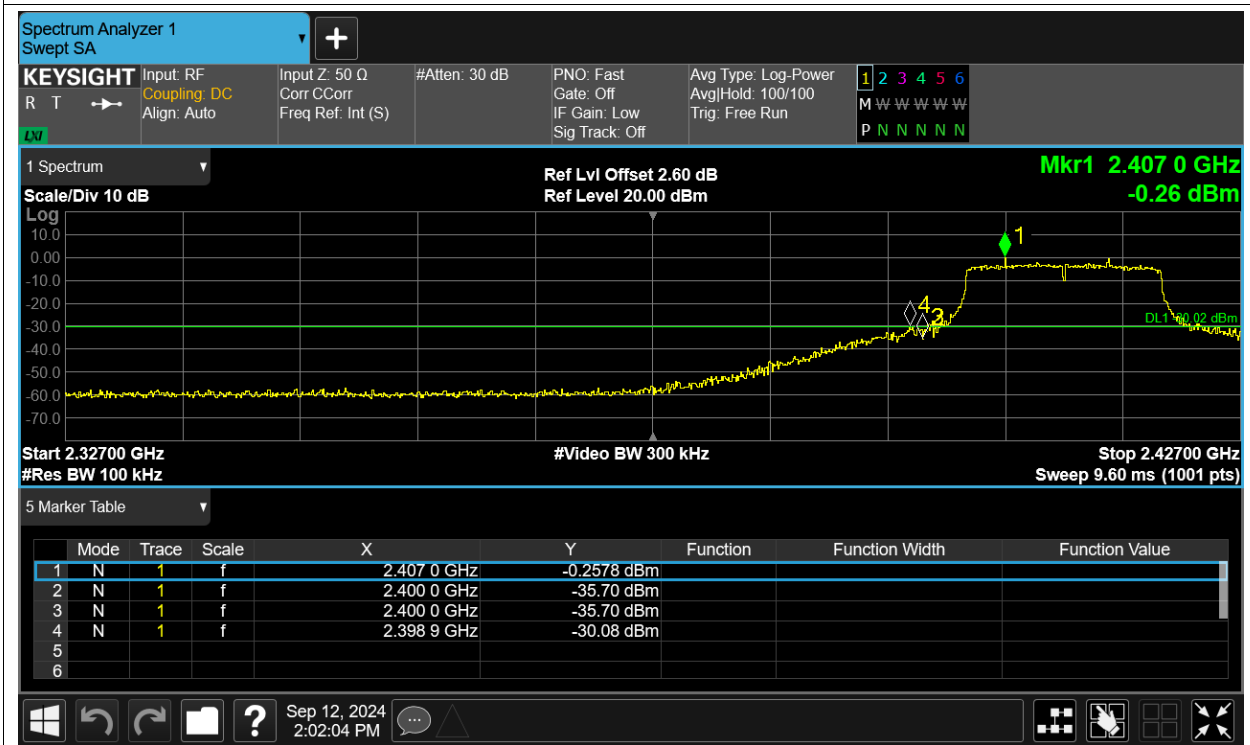 Spectrum Analyzer 1
Swept SA
KEYSIGHT Input: RF Input Z: 50 Ω #Atten: 30 dB PNO: Fast Avg Type: Log-Power 1 2 3 4 5 6
R T Coupling: DC Corr CCorr Gate: Off Avg|Hold: 100/100 M W W W W W
Align: Auto Freq Ref: Int (S) IF Gain: Low Trig: Free Run
LXI Sig Track: Off P N N N N N
1 Spectrum Ref Lvl Offset 2.60 dB Mkr1 2.407 0 GHz
Scale/Div 10 dB Ref Level 20.00 dBm -0.26 dBm
Log
10.0
1
0.00
-10.0
-20.0
4
3
-30.0
-40.0
-50.0
-60.0
-70.0
Start 2.32700 GHz #Video BW 300 kHz Stop 2.42700 GHz
#Res BW 100 kHz Sweep 9.60 ms (1001 pts)
5 Marker Table
Mode Trace Scale X Y Function Function Width Function Value
1 N 1 f 2.407 0 GHz -0.2578 dBm
2 N 1 f 2.400 0 GHz -35.70 dBm
3 N 1 f 2.400 0 GHz -35.70 dBm
4 N 1 f 2.398 9 GHz -30.08 dBm
5
6
? Sep 12, 2024
2:02:04 PM